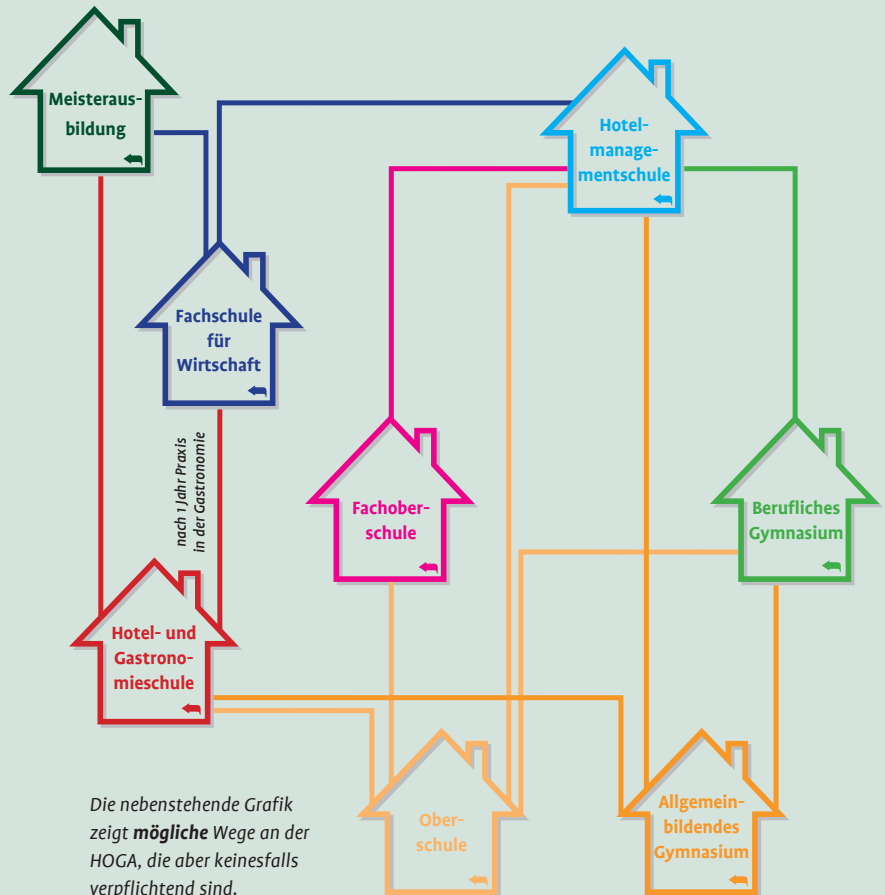 Meisteraus-
bildung
Hotel-
manage-
mentschule
Fachschule
für
Wirtschaft
nach 1 Jahr Praxis
in der Gastronomie
Fachober-
schule
Berufliches
Gymnasium
Hotel- und
Gastrono-
mieschule
Ober-
schule
Allgemein-
bildendes
Gymnasium
Die nebenstehende Grafik
zeigt mögliche Wege an der
HOGA, die aber keinesfalls
verpflichtend sind.